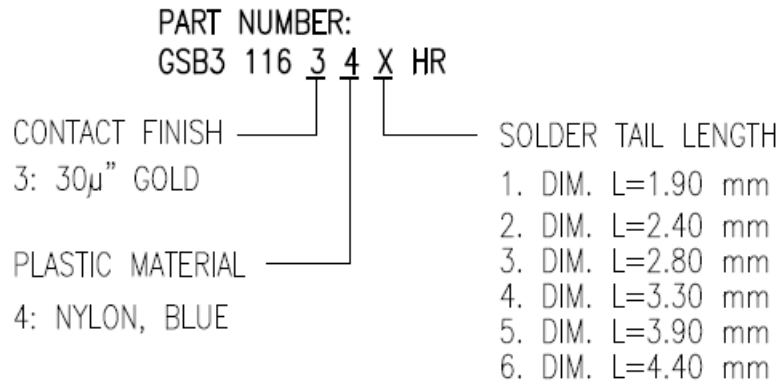 PART NUMBER:
GSB3 116 3 4 X HR
CONTACT FINISH
3: 30µ" GOLD
PLASTIC MATERIAL
4: NYLON, BLUE
SOLDER TAIL LENGTH
1. DIM. L=1.90 mm
2. DIM. L=2.40 mm
3. DIM. L=2.80 mm
4. DIM. L=3.30 mm
5. DIM. L=3.90 mm
6. DIM. L=4.40 mm